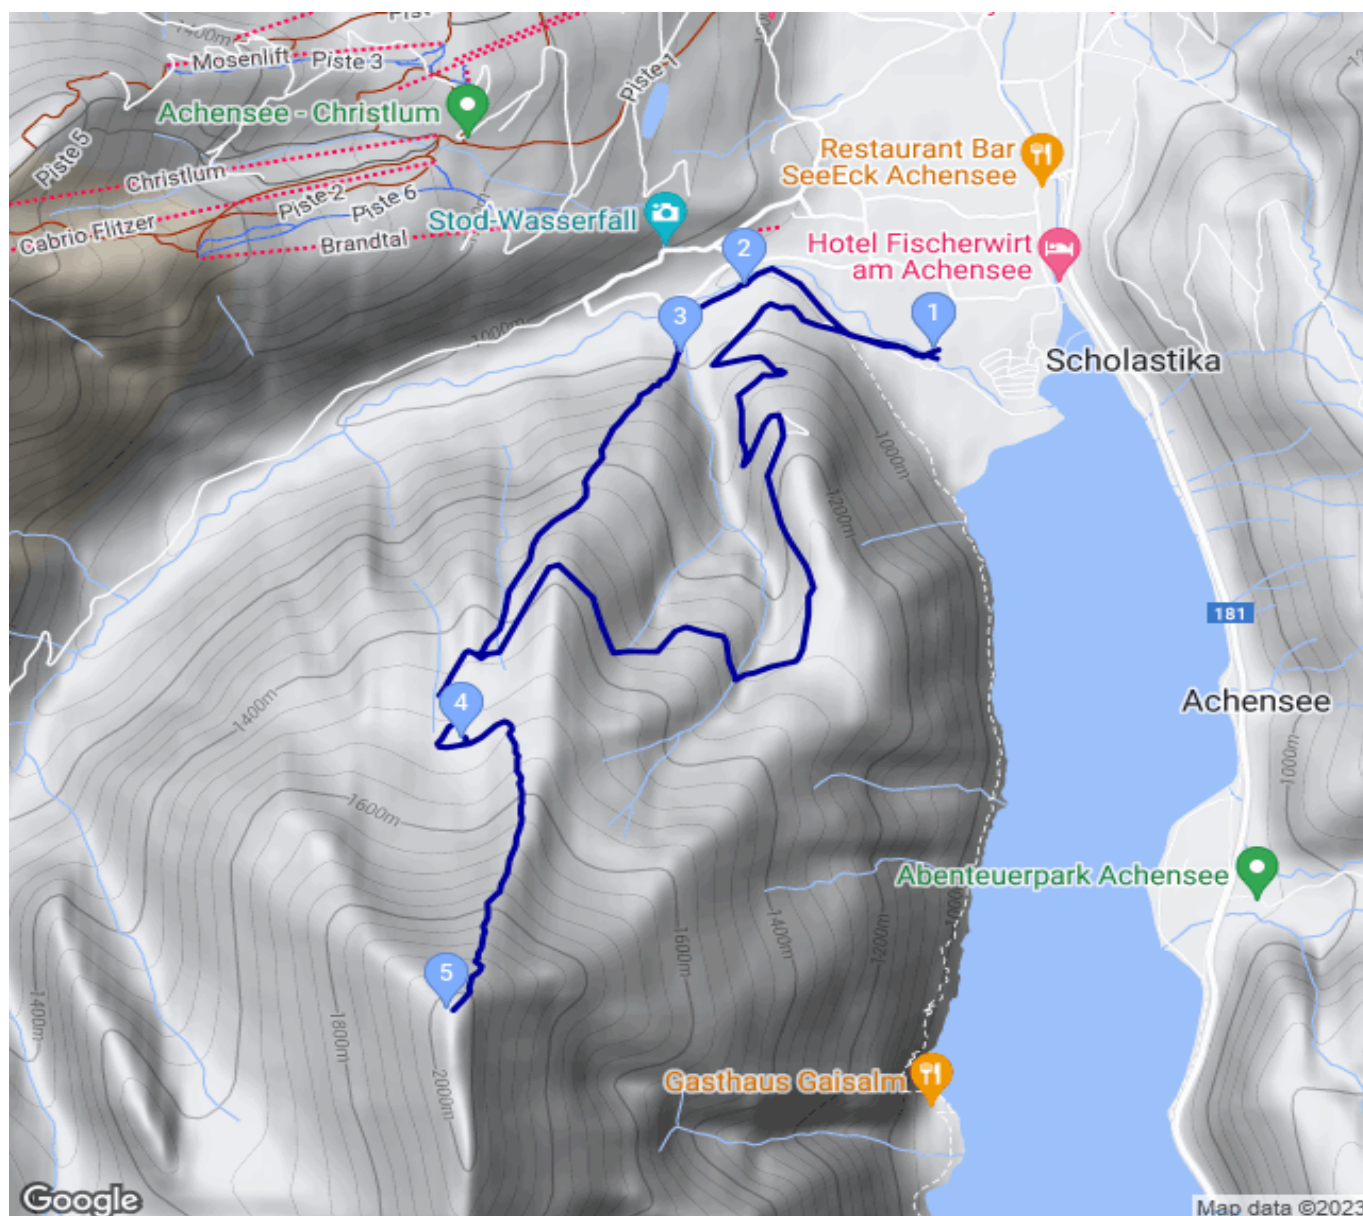 1400m
Mosenlift
Piste 3
Piste 1
Achensee - Christlum
Piste 5
Christlum
Piste 2
Piste 6
Cabrio Flitzer
Brandtal
Stod-Wasserfall
Restaurant Bar
SeeEck Achensee
Hotel Fischerwirt
am Achensee
1
2
3
1000m
Scholastika
1000m
1200m
181
Achensee
4
1400m
1000m
1600m
Abenteuerpark Achensee
1600m
1400m
1200m
1000m
5
1400m
1800m
2000m
Gasthaus Gaisalm
Google
Map data ©2023